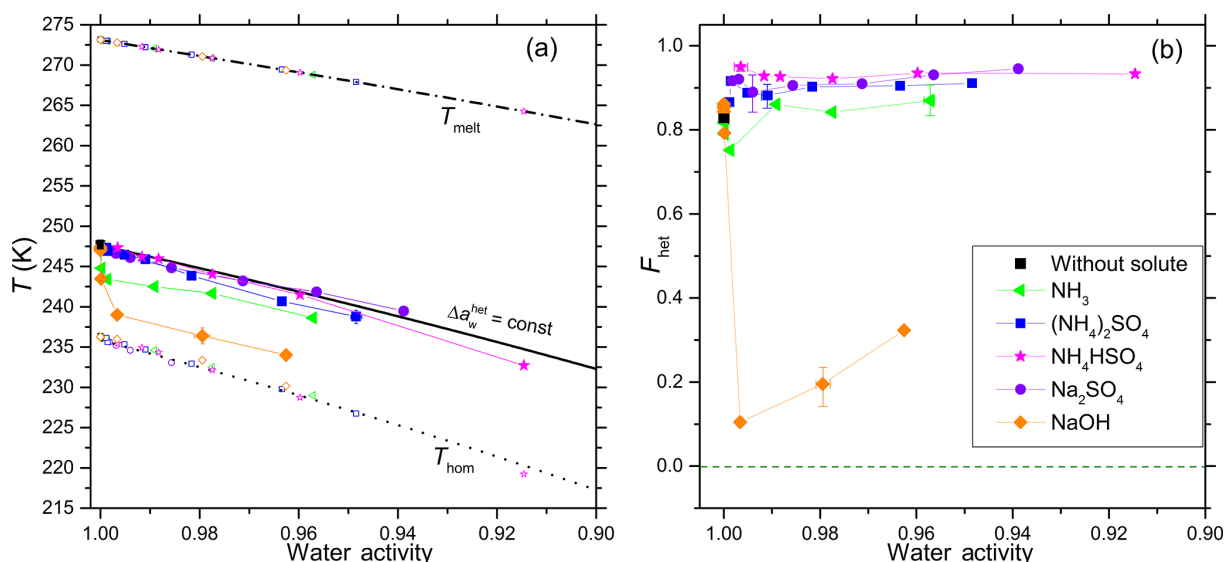 (a)
275
270
265
260
255
250
245
240
235
230
225
220
215
T (K)
T_melt
Δa_w^het = const
T_hom
1.00 0.98 0.96 0.94 0.92 0.90
Water activity
(b)
1.0
0.8
0.6
0.4
0.2
0.0
F_het
Without solute
NH₃
(NH₄)₂SO₄
NH₄HSO₄
Na₂SO₄
NaOH
1.00 0.98 0.96 0.94 0.92 0.90
Water activity